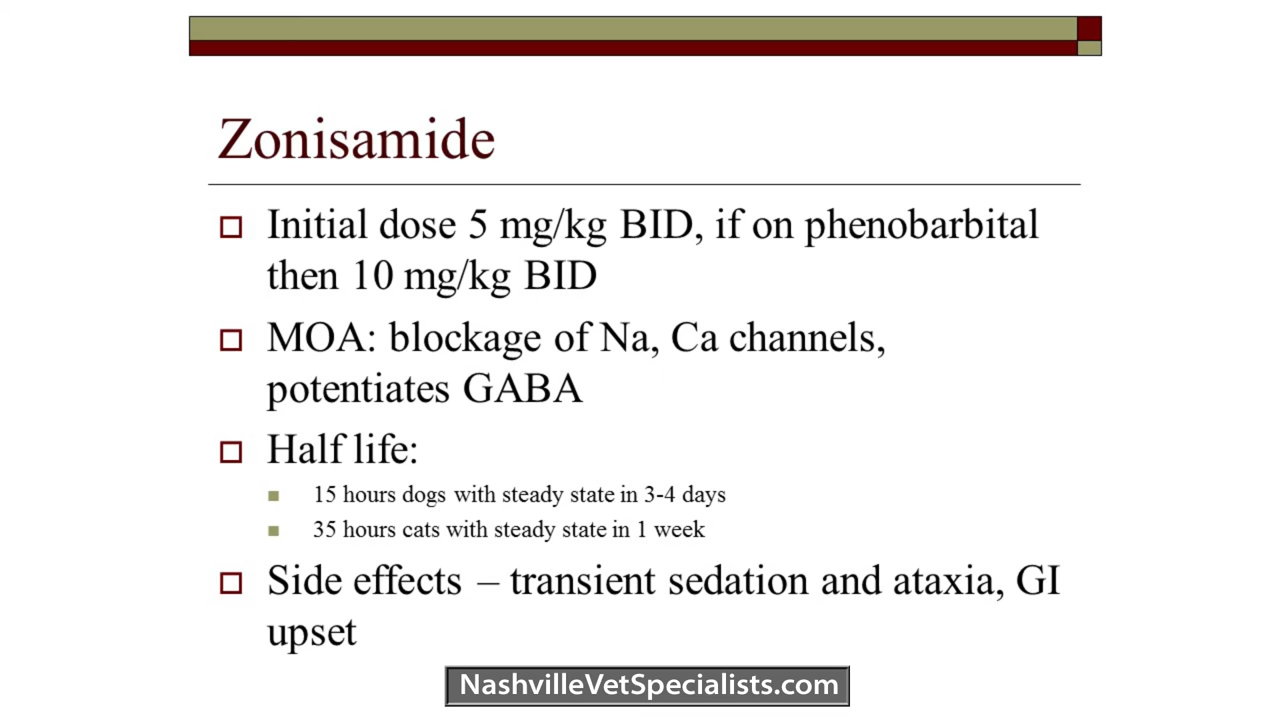 Zonisamide
Initial dose 5 mg/kg BID, if on phenobarbital
then 10 mg/kg BID
MOA: blockage of Na, Ca channels,
potentiates GABA
Half life:
15 hours dogs with steady state in 3-4 days
35 hours cats with steady state in 1 week
Side effects – transient sedation and ataxia, GI
upset
NashvilleVetSpecialists.com